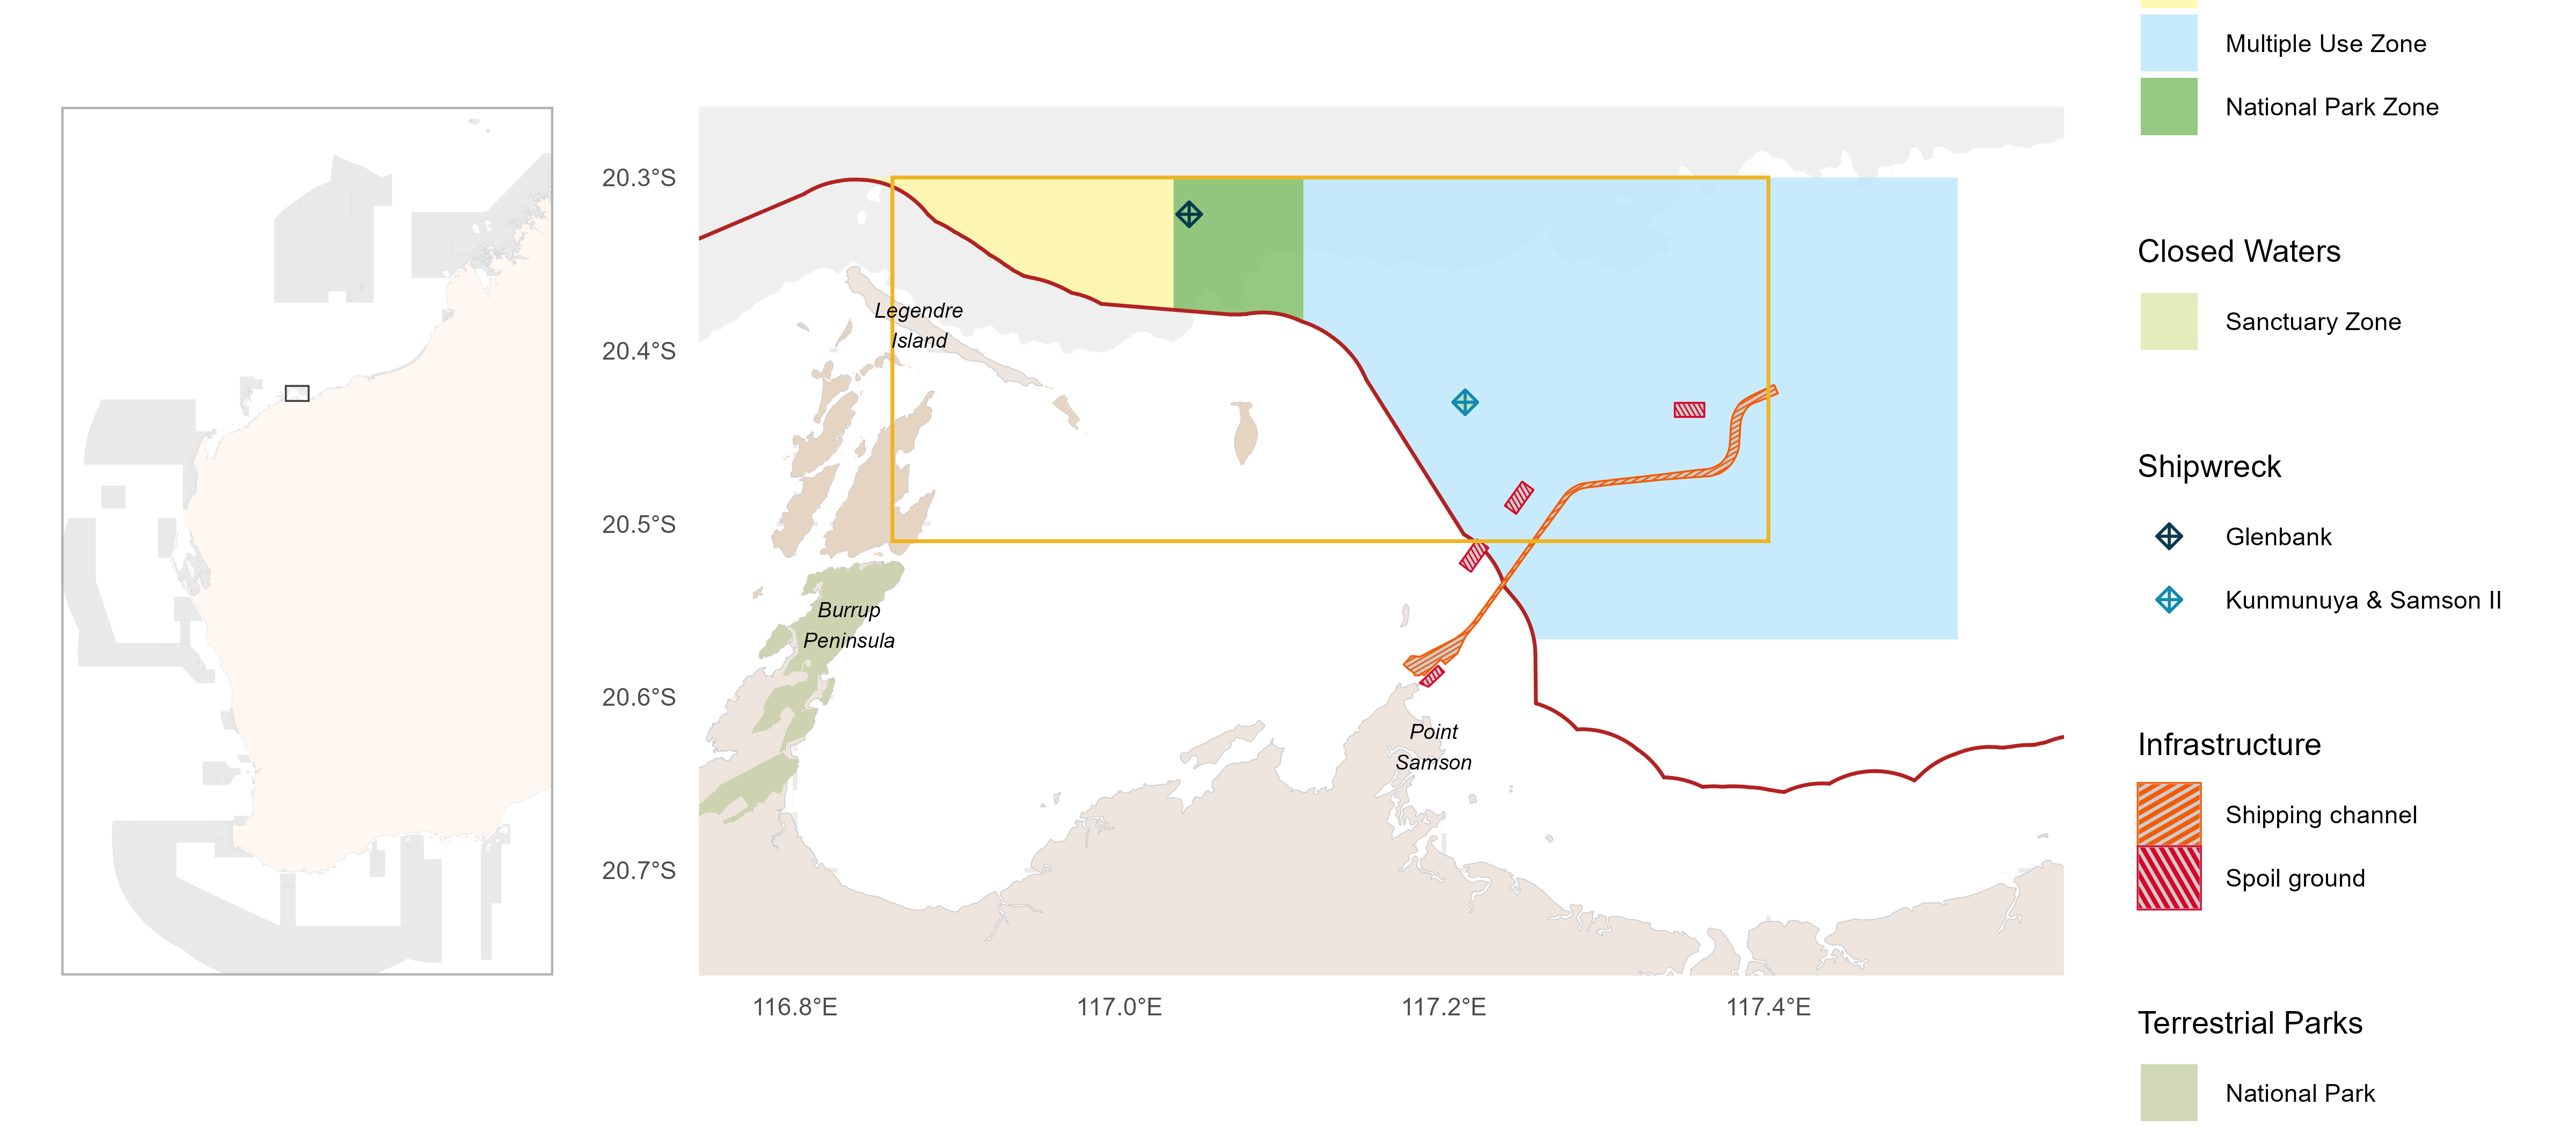 20.3°S
20.4°S
20.5°S
20.6°S
20.7°S
116.8°E
117.0°E
117.2°E
117.4°E
Legendre
Island
Burrup
Peninsula
Point
Samson
Multiple Use Zone
National Park Zone
Closed Waters
Sanctuary Zone
Shipwreck
Glenbank
Kunmunuya & Samson II
Infrastructure
Shipping channel
Spoil ground
Terrestrial Parks
National Park